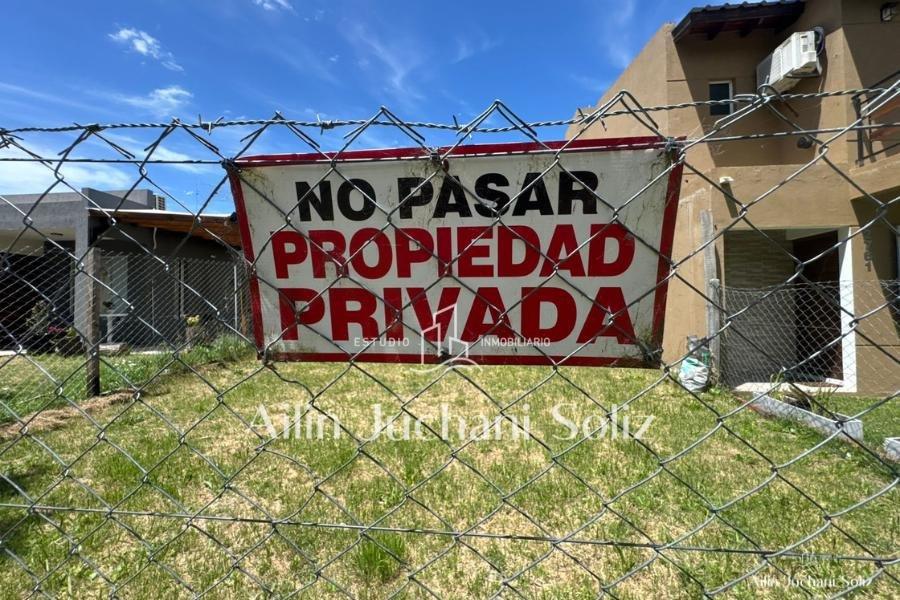 NO PASAR
PROPIEDAD
PRIVADA
ESTUDIO INMOBILIARIO
Ailin Juchani Soliz
Ailin Juchani Soliz